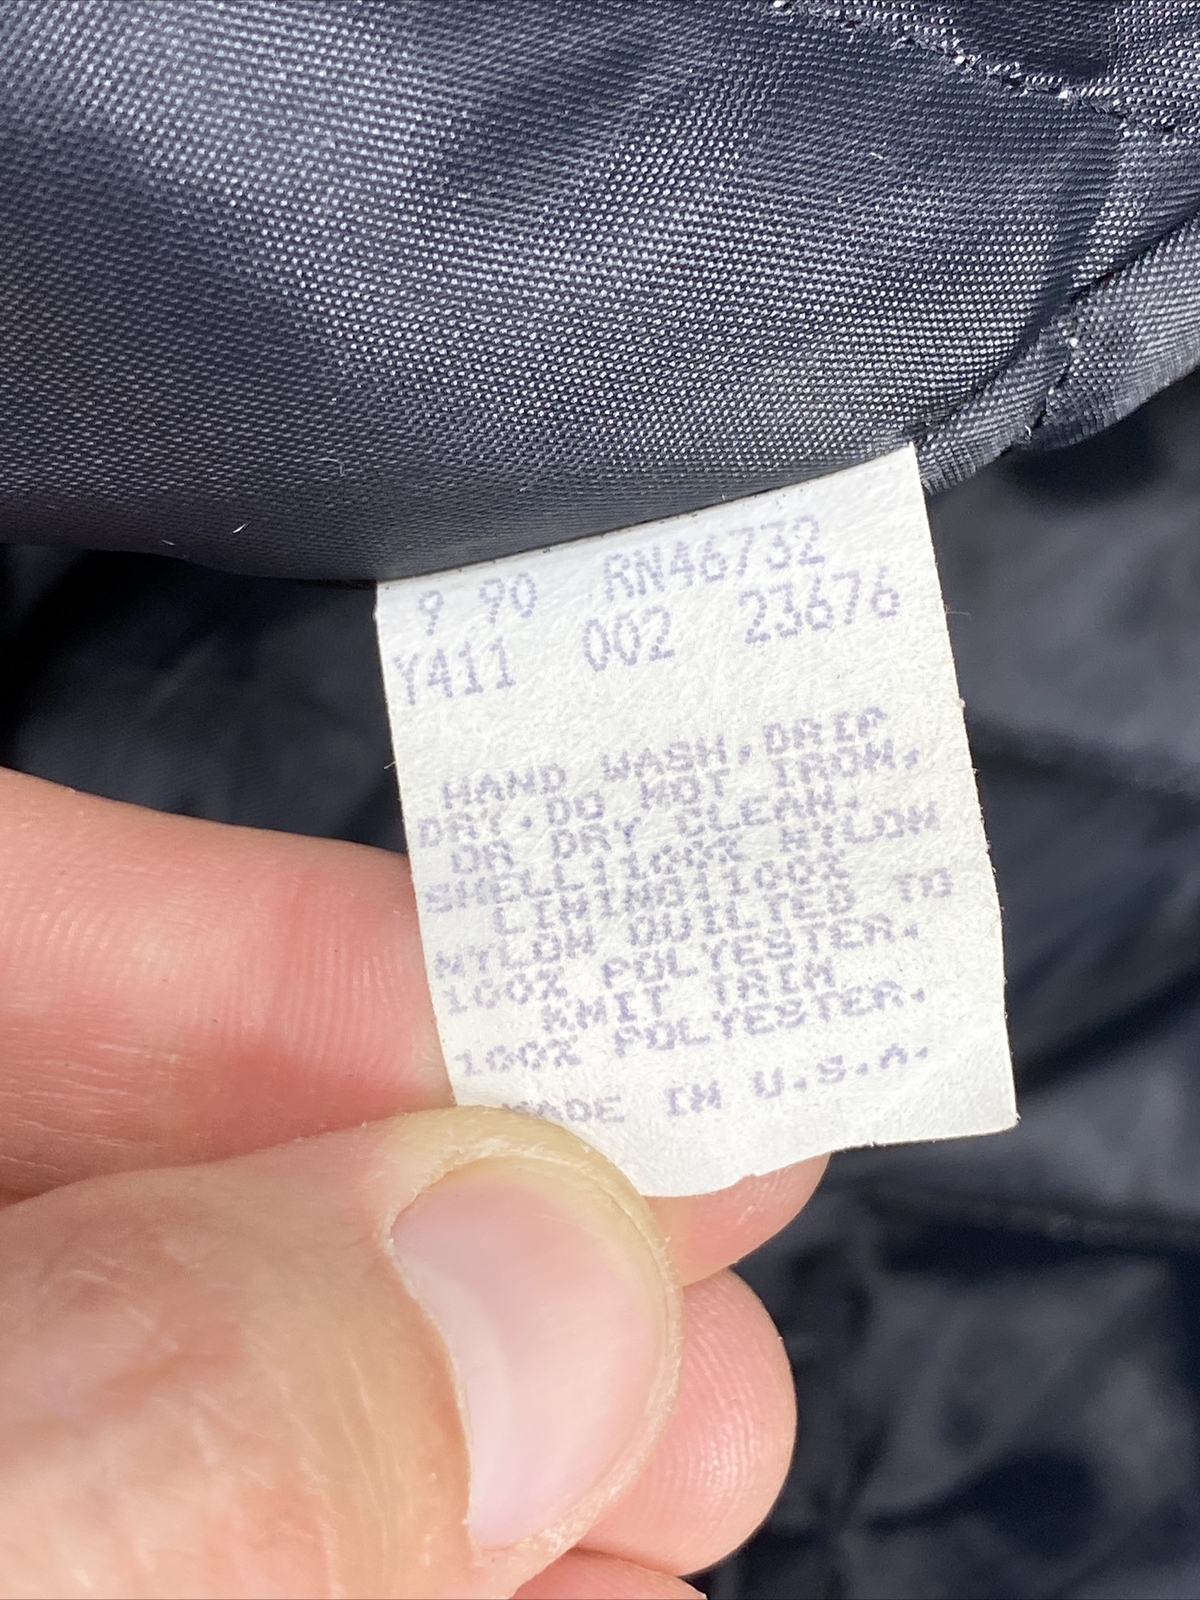 9 90 RN46732
Y411 002 23676
HAND WASH,DRIP
DRY.DO NOT IRON,
OR DRY CLEAN.
SHELL:100% NYLON
LINING:100%
NYLON QUILTED TO
100% POLYESTER.
KNIT TRIM
100% POLYESTER.
MADE IN U.S.A.